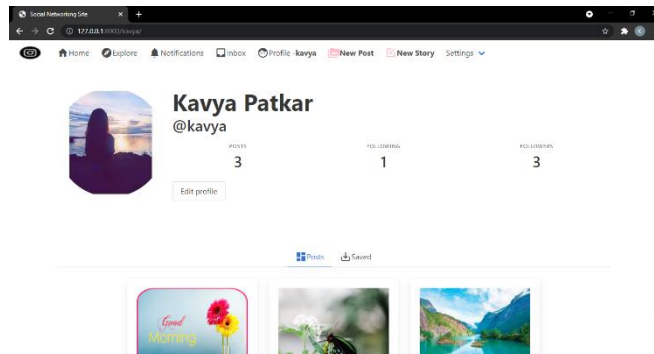 Social Networking Site
127.0.0.1:8000/kavya/
Home Explore Notifications Inbox Profile -kavya New Post New Story Settings
Kavya Patkar
@kavya
POSTS FOLLOWING FOLLOWERS
3 1 3
Edit profile
Posts Saved
Good
Morning